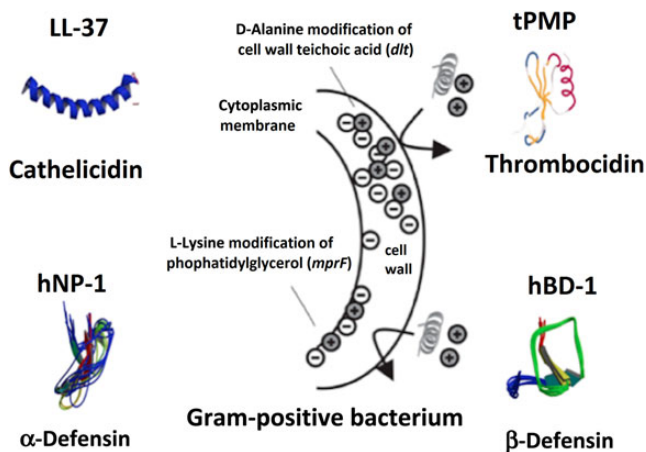 LL-37
D-Alanine modification of
cell wall teichoic acid (dlt)
tPMP
Cytoplasmic
membrane
Cathelicidin
Thrombocidin
L-Lysine modification of
phophatidylglycerol (mprF)
cell
wall
hNP-1
hBD-1
Gram-positive bacterium
α-Defensin
β-Defensin